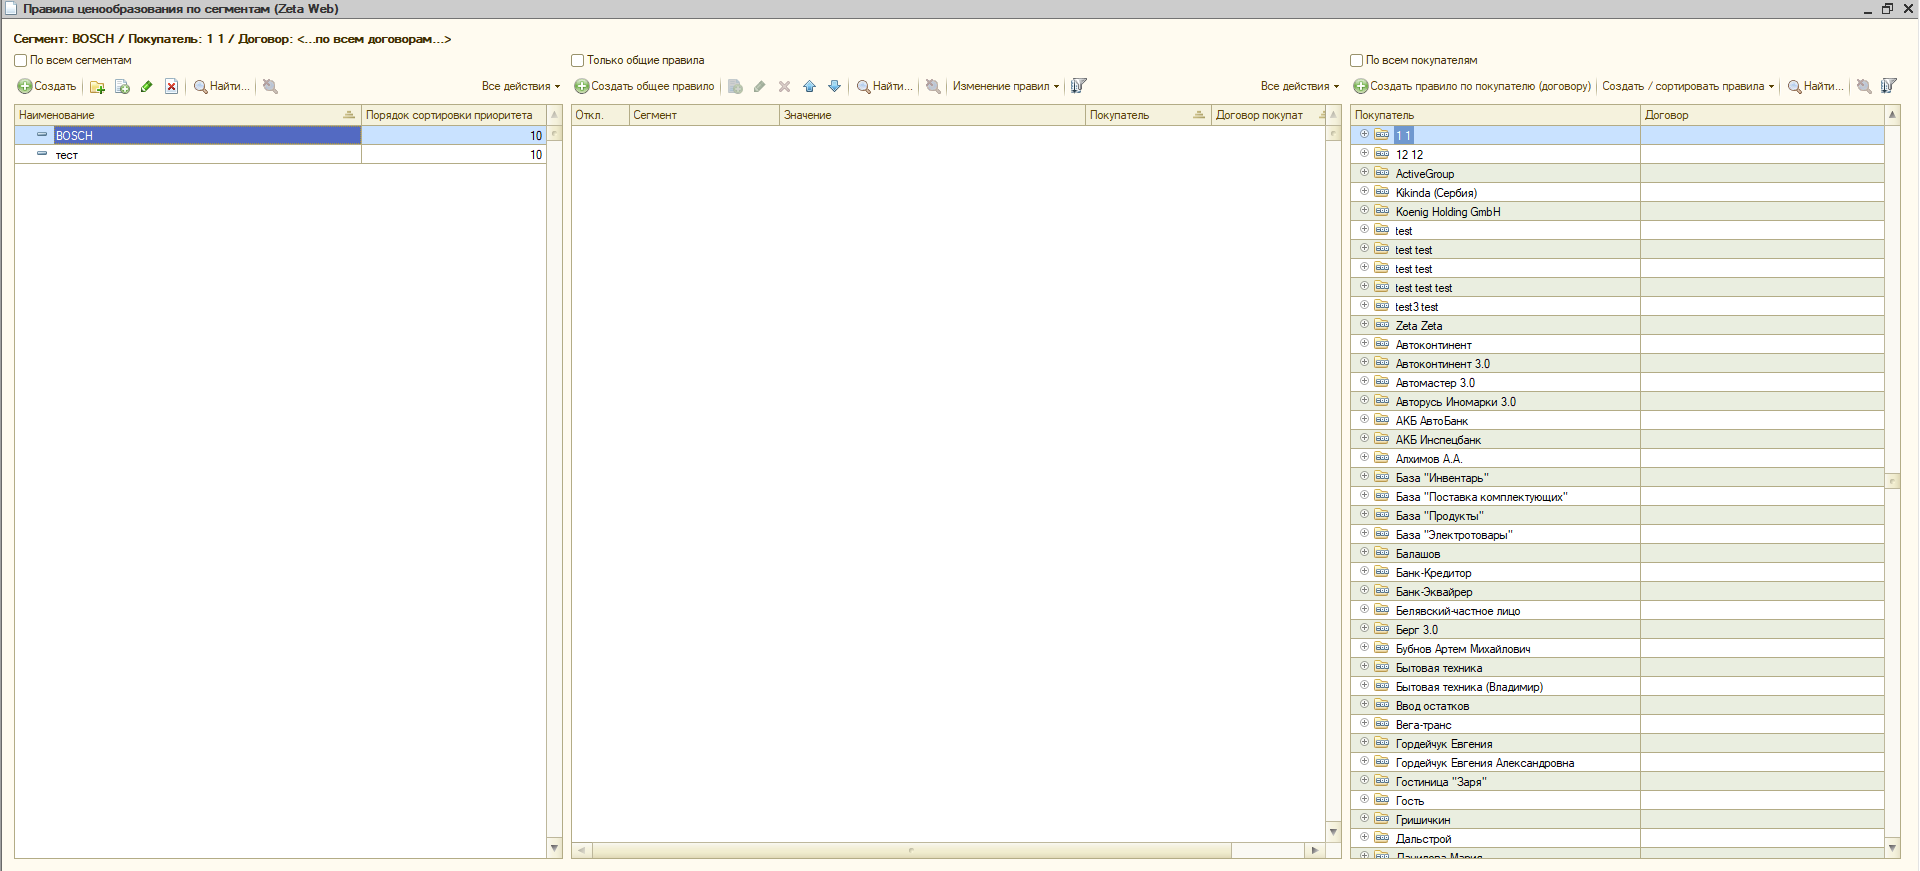 Правила ценообразования по сегментам (Zeta Web)
Сегмент: BOSCH / Покупатель: 1 1 / Договор: <...по всем договорам...>
По всем сегментам
Создать
Найти...
Все действия
Наименование
Порядок сортировки приоритета
BOSCH 10
тест 10
Только общие правила
Создать общее правило
Найти...
Изменение правил
Все действия
Откл.
Сегмент
Значение
Покупатель
Договор покупат
По всем покупателям
Создать правило по покупателю (договору)
Создать / сортировать правила
Найти...
Покупатель
Договор
1 1
12 12
ActiveGroup
Kikinda (Сербия)
Koenig Holding GmbH
test
test test
test test
test test test
test3 test
Zeta Zeta
Автоконтинент
Автоконтинент 3.0
Автомастер 3.0
Авторусь Иномарки 3.0
АКБ АвтоБанк
АКБ Инспецбанк
Алхимов А.А.
База "Инвентарь"
База "Поставка комплектующих"
База "Продукты"
База "Электротовары"
Балашов
Банк-Кредитор
Банк-Эквайрер
Белявский-частное лицо
Берг 3.0
Бубнов Артем Михайлович
Бытовая техника
Бытовая техника (Владимир)
Ввод остатков
Вега-транс
Гордейчук Евгения
Гордейчук Евгения Александровна
Гостиница "Заря"
Гость
Гришичкин
Дальстрой